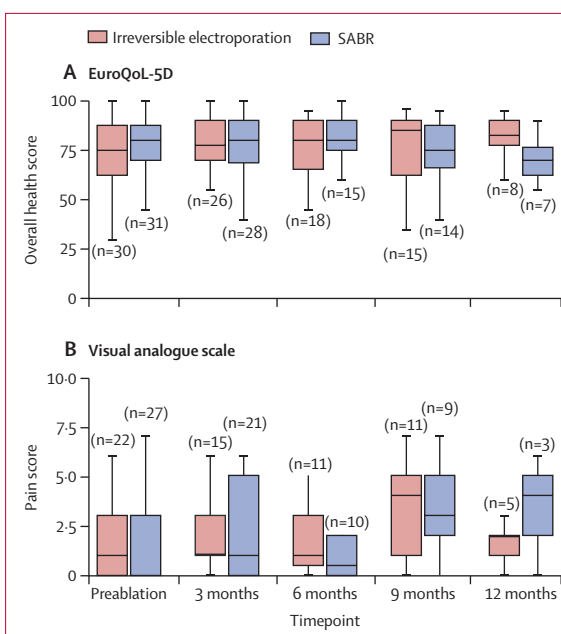 Irreversible electroporation SABR
A EuroQoL-5D
Overall health score
100
75
50
25
0
(n=30)
(n=31)
(n=26)
(n=28)
(n=18)
(n=15)
(n=15)
(n=14)
(n=8)
(n=7)
B Visual analogue scale
Pain score
10·0
7·5
5·0
2·5
0
(n=22)
(n=27)
(n=15)
(n=21)
(n=11)
(n=10)
(n=11)
(n=9)
(n=5)
(n=3)
Preablation 3 months 6 months 9 months 12 months
Timepoint